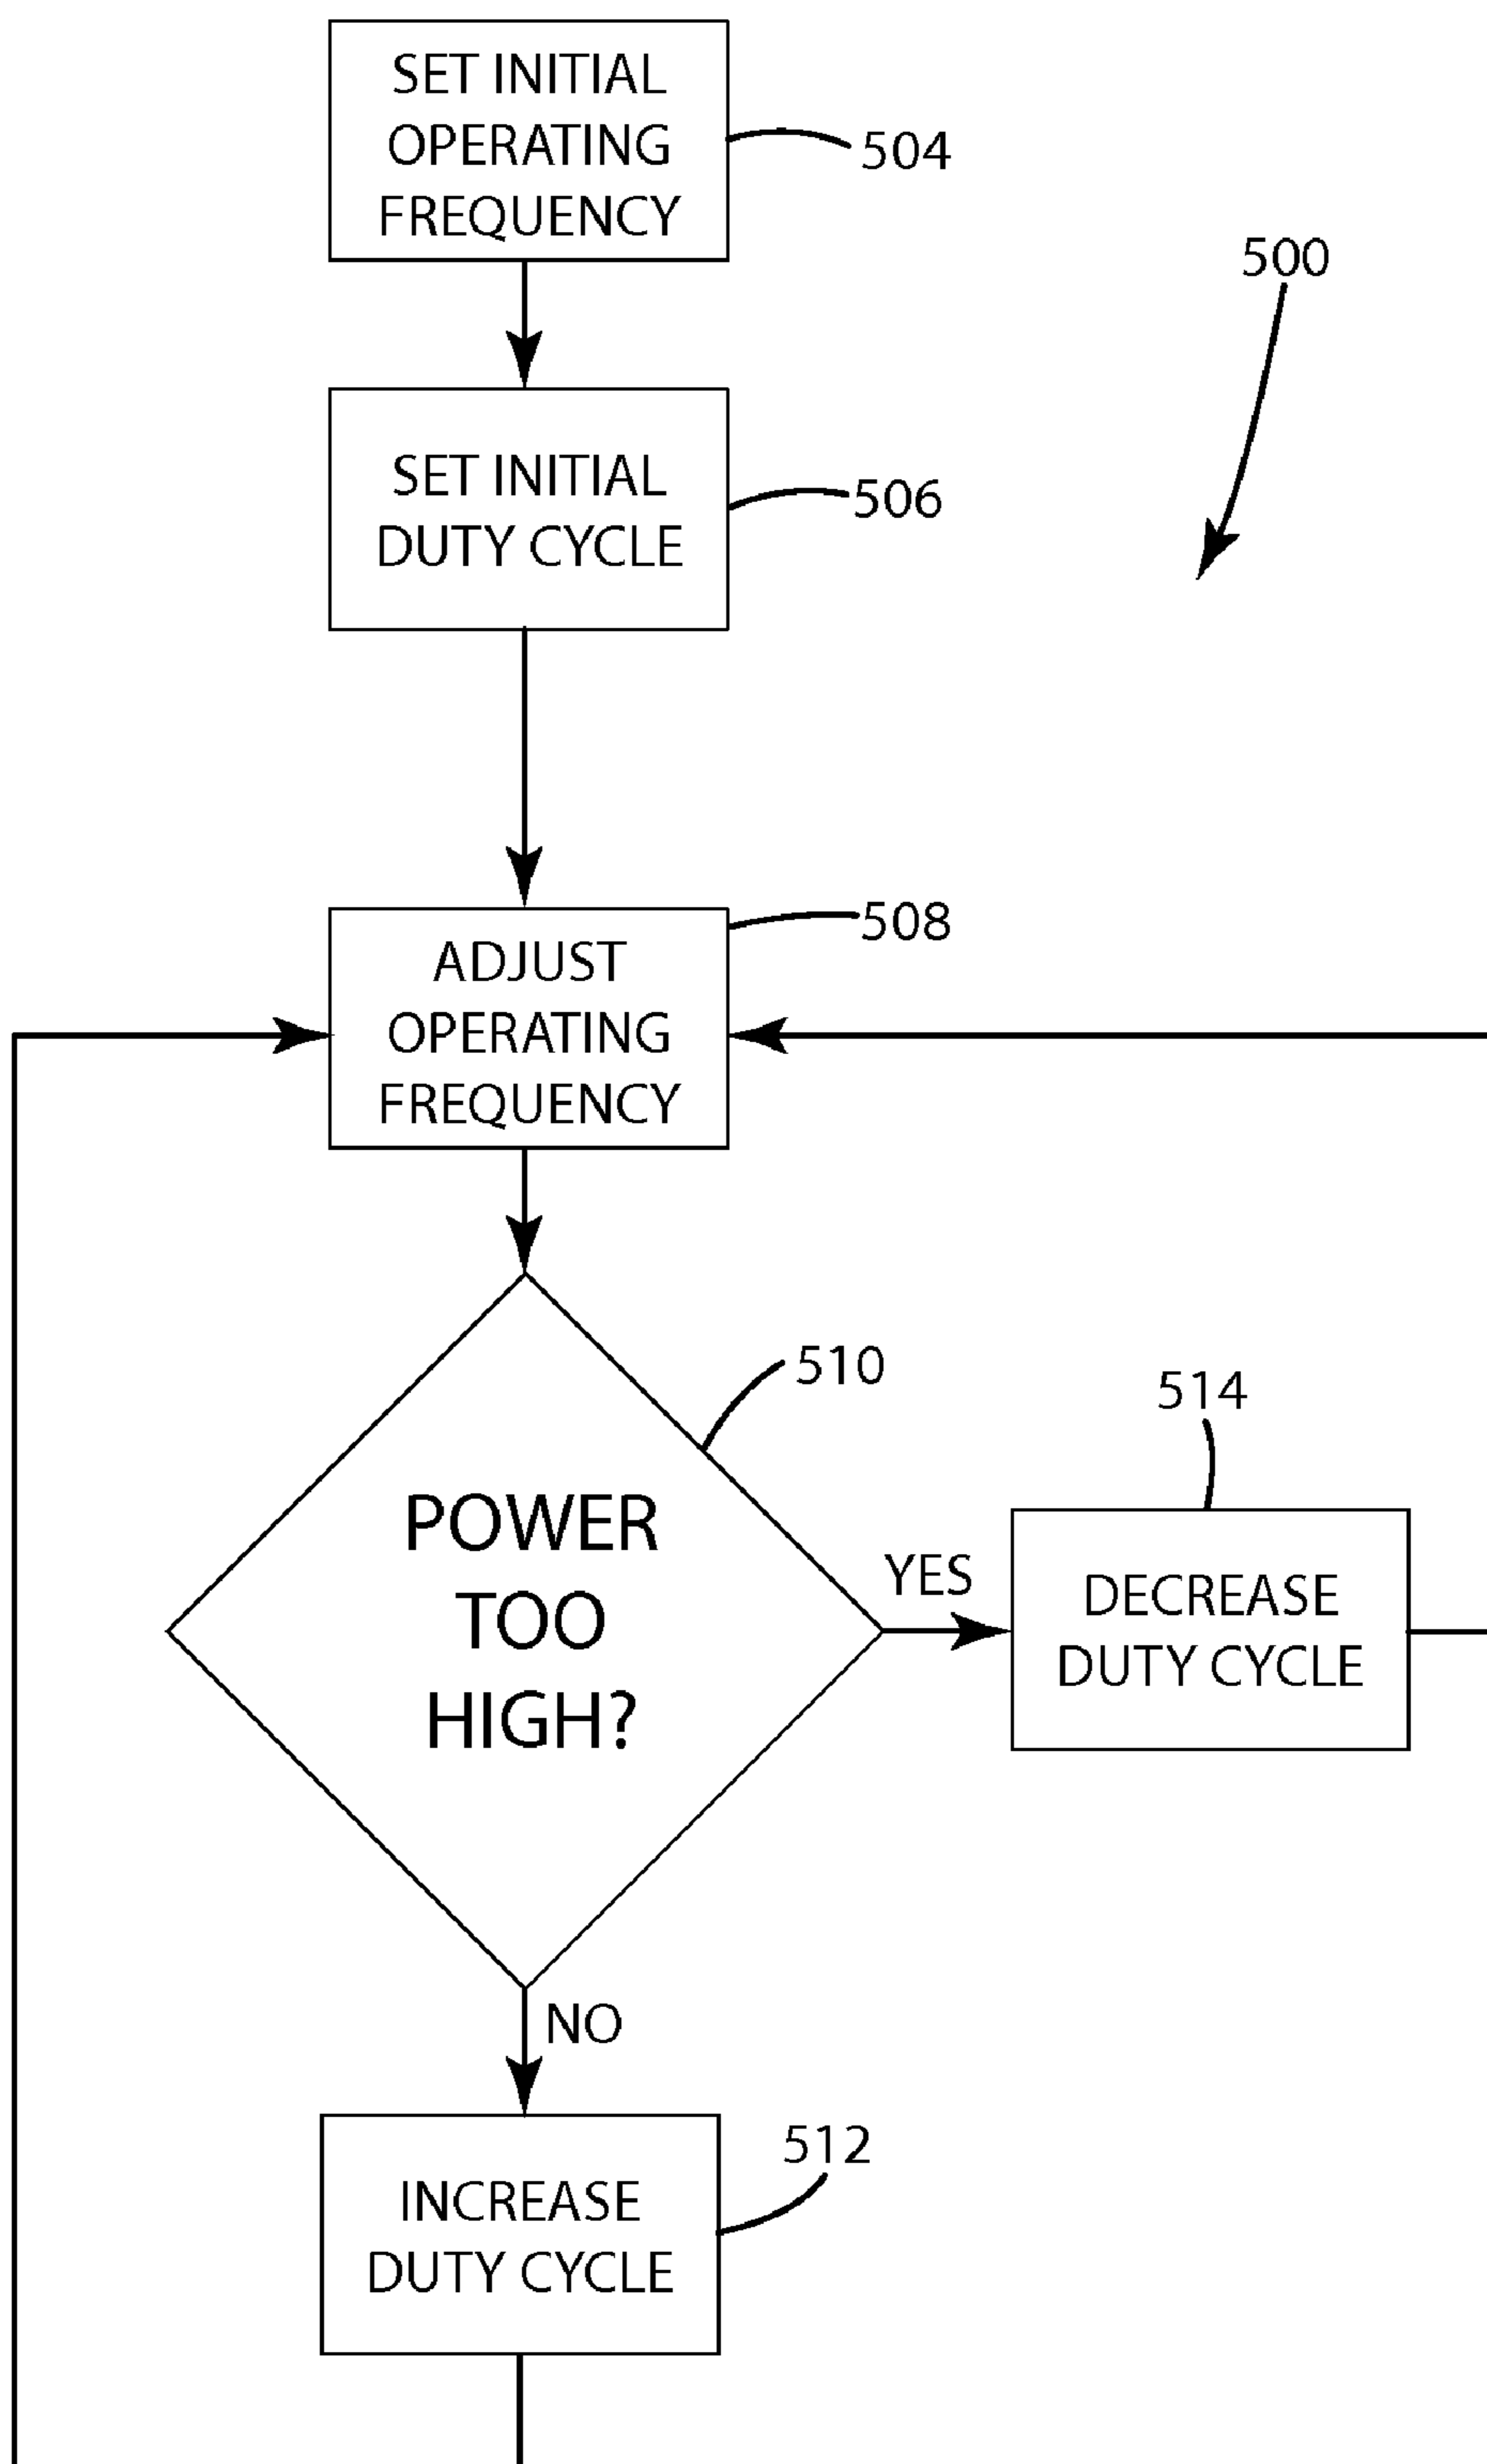 SET INITIAL
OPERATING
FREQUENCY
504
500
SET INITIAL
DUTY CYCLE
506
508
ADJUST
OPERATING
FREQUENCY
510
514
POWER
TOO
HIGH?
YES
DECREASE
DUTY CYCLE
NO
512
INCREASE
DUTY CYCLE